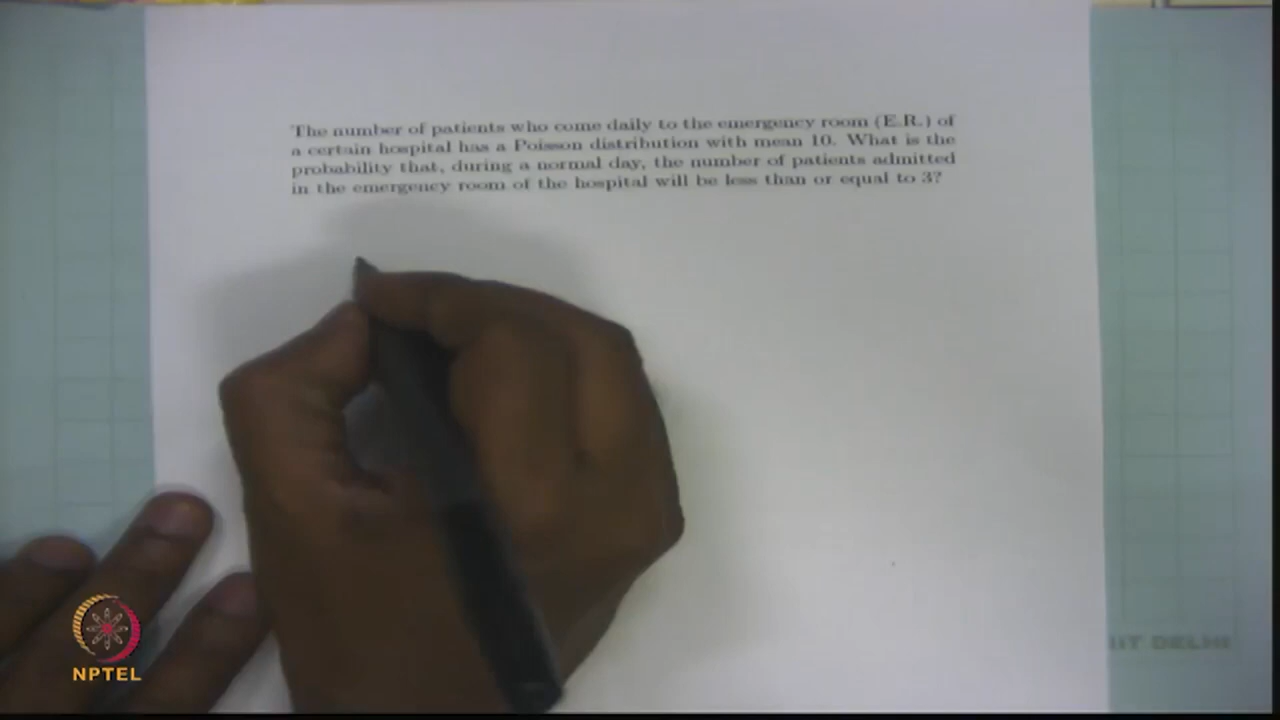 The number of patients who come daily to the emergency room (E.R.) of
a certain hospital has a Poisson distribution with mean 10. What is the
probability that, during a normal day, the number of patients admitted
in the emergency room of the hospital will be less than or equal to 3?
IIT DELHI
NPTEL